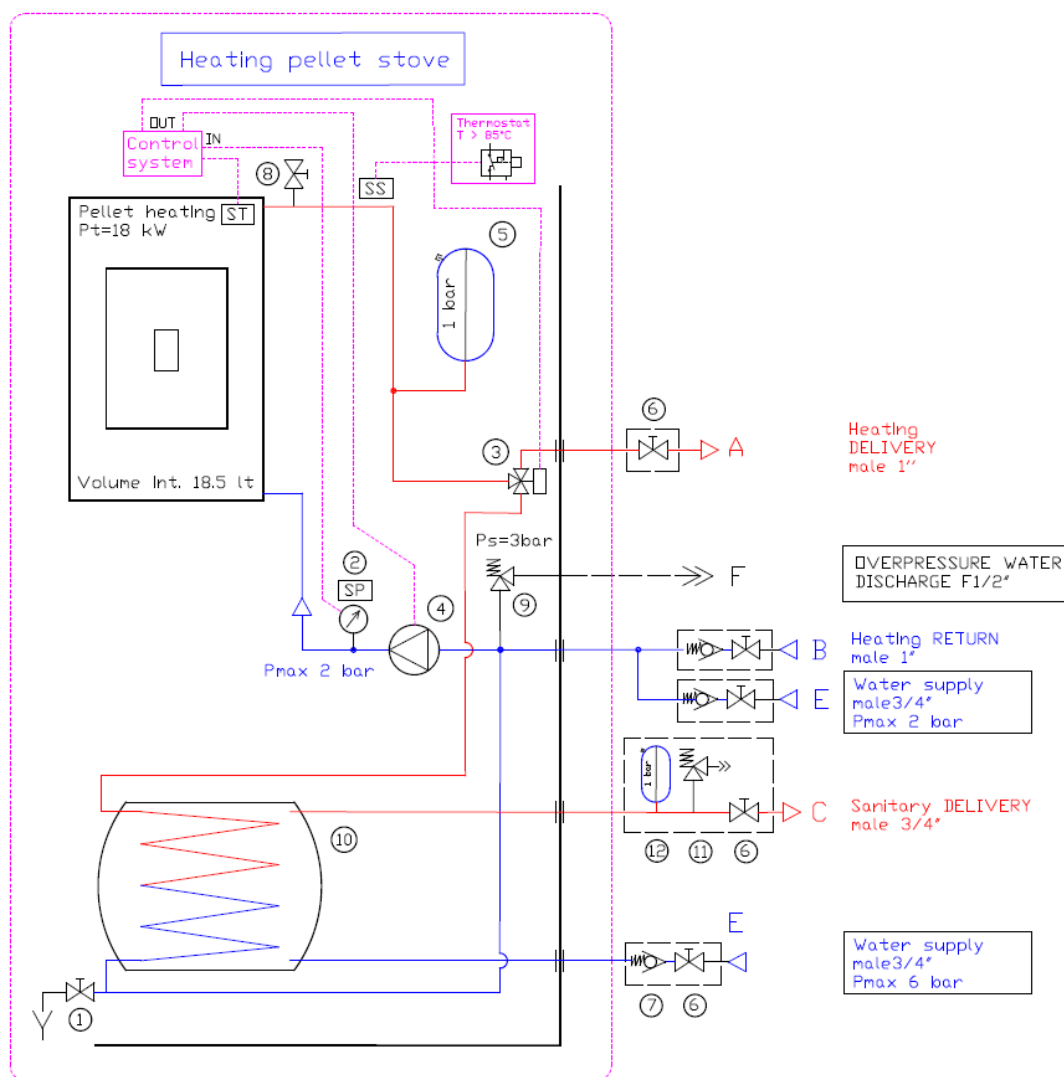 Heating pellet stove
OUT
IN
Control
system
Thermostat
T > 85°C
8
SS
ST
Pellet heating
Pt=18 kW
5
1 bar
6
3
A
Heating
DELIVERY
male 1"
Volume Int. 18.5 lt
Ps=3bar
2
SP
4
9
F
OVERPRESSURE WATER
DISCHARGE F1/2"
Pmax 2 bar
B
Heating RETURN
male 1"
E
Water supply
male3/4"
Pmax 2 bar
1 bar
C
Sanitary DELIVERY
male 3/4"
10
12
11
6
E
Water supply
male3/4"
Pmax 6 bar
7
6
1